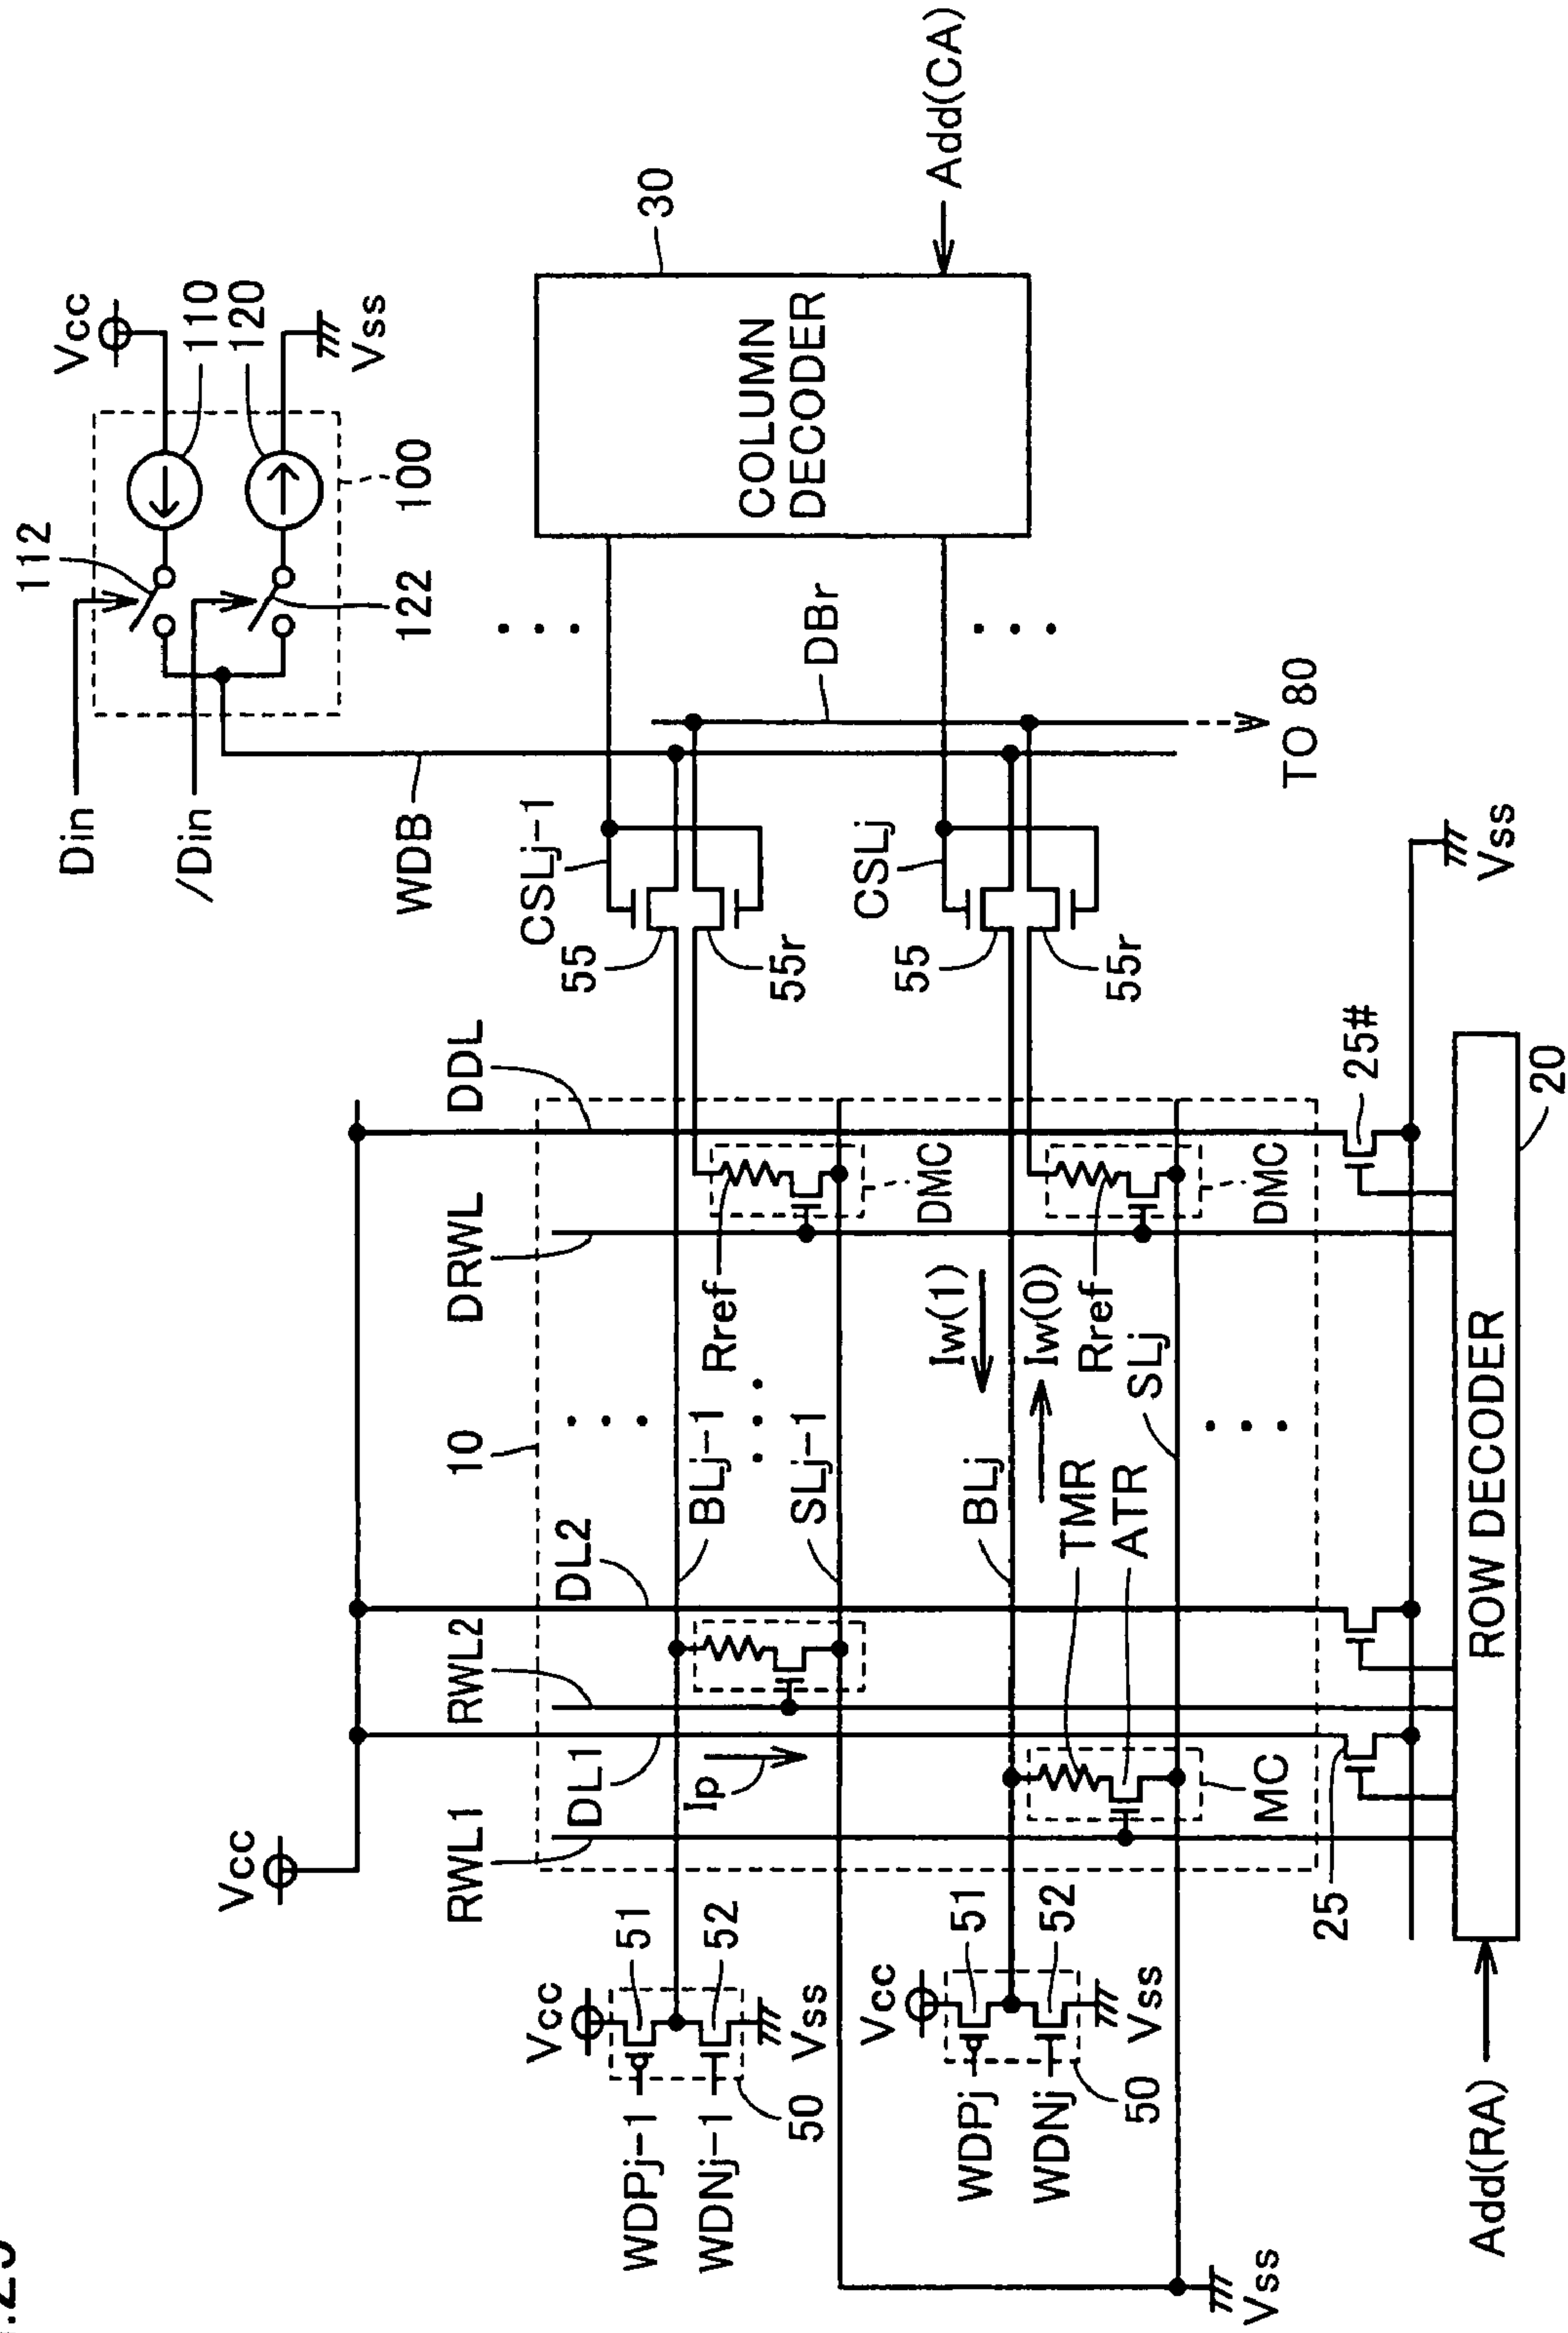 Vcc
112
110
Din
120
/Din
Vss
122
100
WDB
30
COLUMN
DECODER
Add(CA)
CSLj-1
55
55r
DBr
CSLj
55
55r
TO 80
Vcc
RWL1
RWL2
10
DRWL
DDL
DL1
DL2
Vcc
51
WDPj-1
WDNj-1
52
Vss
50
Ip
BLj-1
Rref
SLj-1
DMC
Vcc
51
WDPj
WDNj
52
Vss
50
BLj
Iw(1)
Iw(0)
TMR
ATR
SLj
Rref
DMC
MC
Vss
25
25#
Vss
Add(RA)
ROW DECODER
20